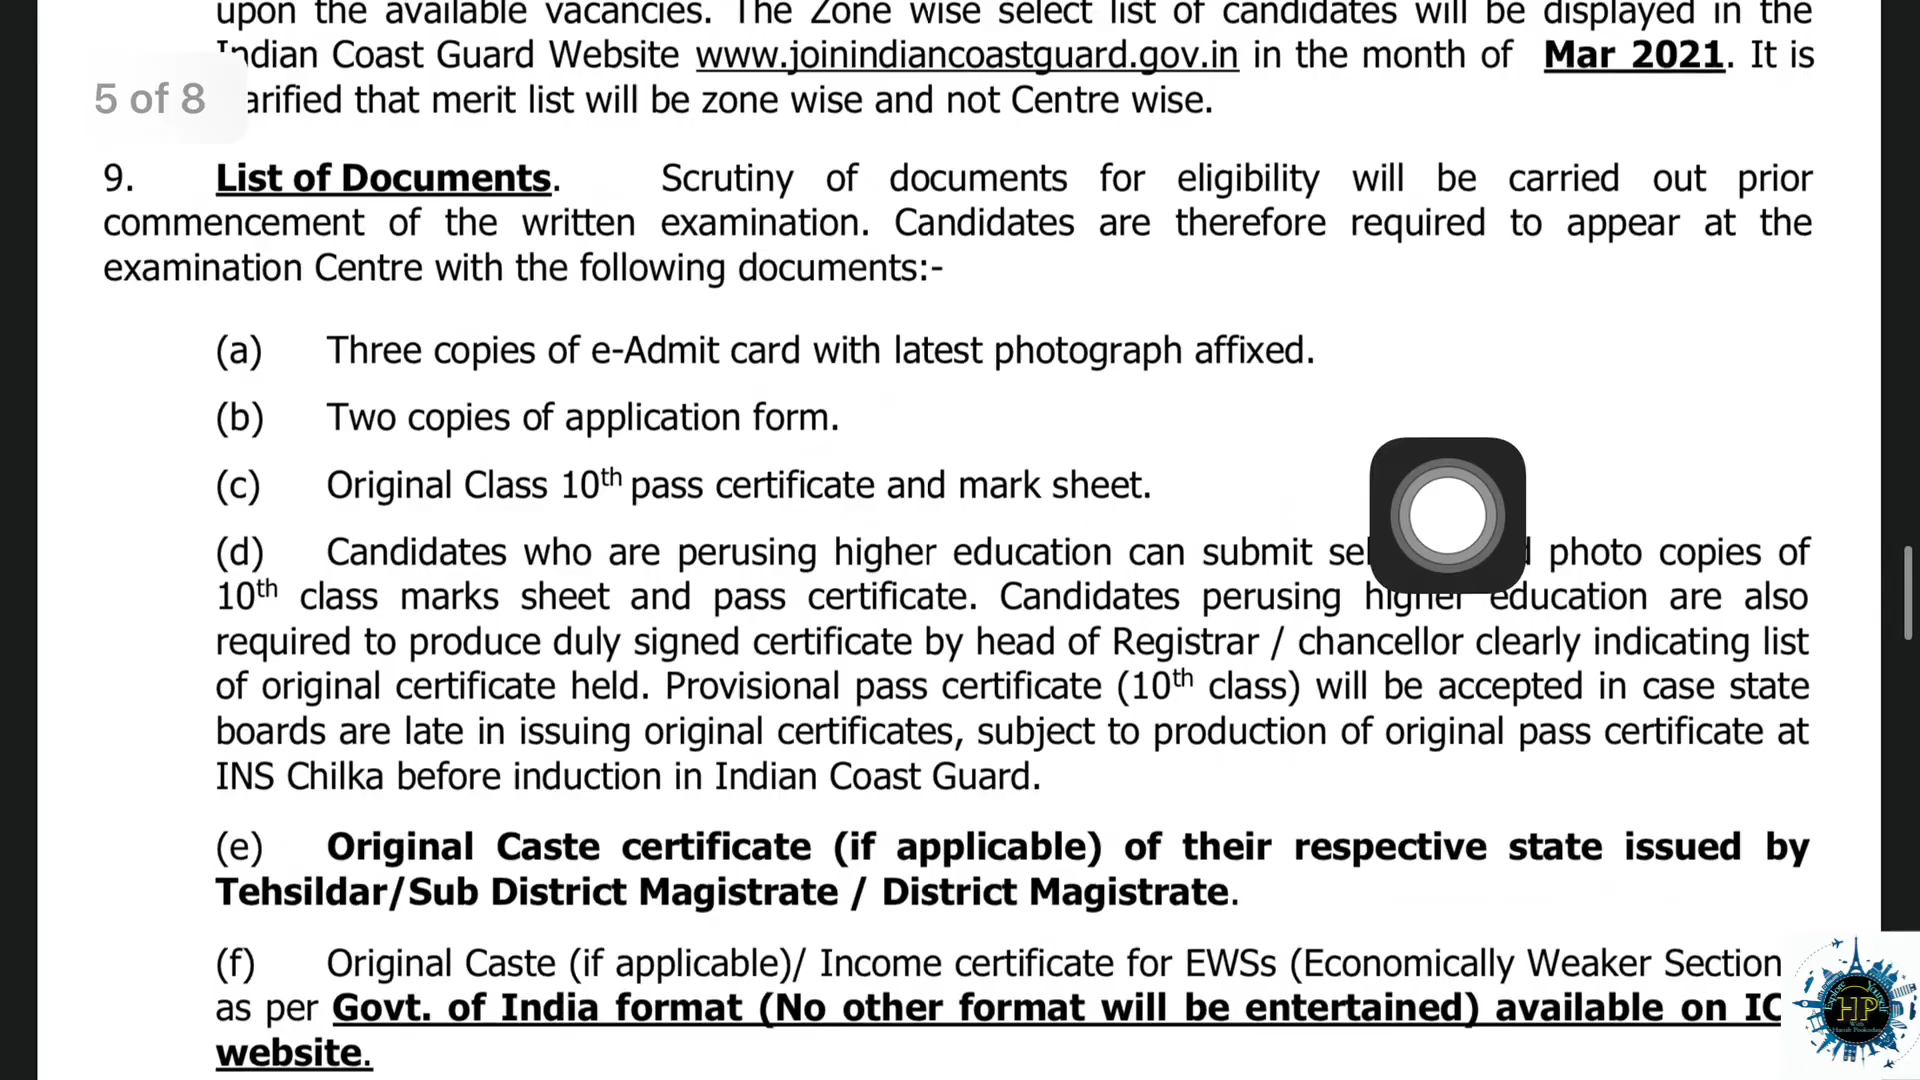 upon the available vacancies. The Zone wise select list of candidates will be displayed in the
Indian Coast Guard Website www.joinindiancoastguard.gov.in in the month of Mar 2021. It is
5 of 8
arified that merit list will be zone wise and not Centre wise.
9. List of Documents. Scrutiny of documents for eligibility will be carried out prior
commencement of the written examination. Candidates are therefore required to appear at the
examination Centre with the following documents:-
(a) Three copies of e-Admit card with latest photograph affixed.
(b) Two copies of application form.
(c) Original Class 10th pass certificate and mark sheet.
(d) Candidates who are perusing higher education can submit photo copies of
10th class marks sheet and pass certificate. Candidates perusing higher education are also
required to produce duly signed certificate by head of Registrar / chancellor clearly indicating list
of original certificate held. Provisional pass certificate (10th class) will be accepted in case state
boards are late in issuing original certificates, subject to production of original pass certificate at
INS Chilka before induction in Indian Coast Guard.
(e) Original Caste certificate (if applicable) of their respective state issued by
Tehsildar/Sub District Magistrate / District Magistrate.
(f) Original Caste (if applicable)/ Income certificate for EWSs (Economically Weaker Section
as per Govt. of India format (No other format will be entertained) available on IC
website.
Explore Yourself
HP
With